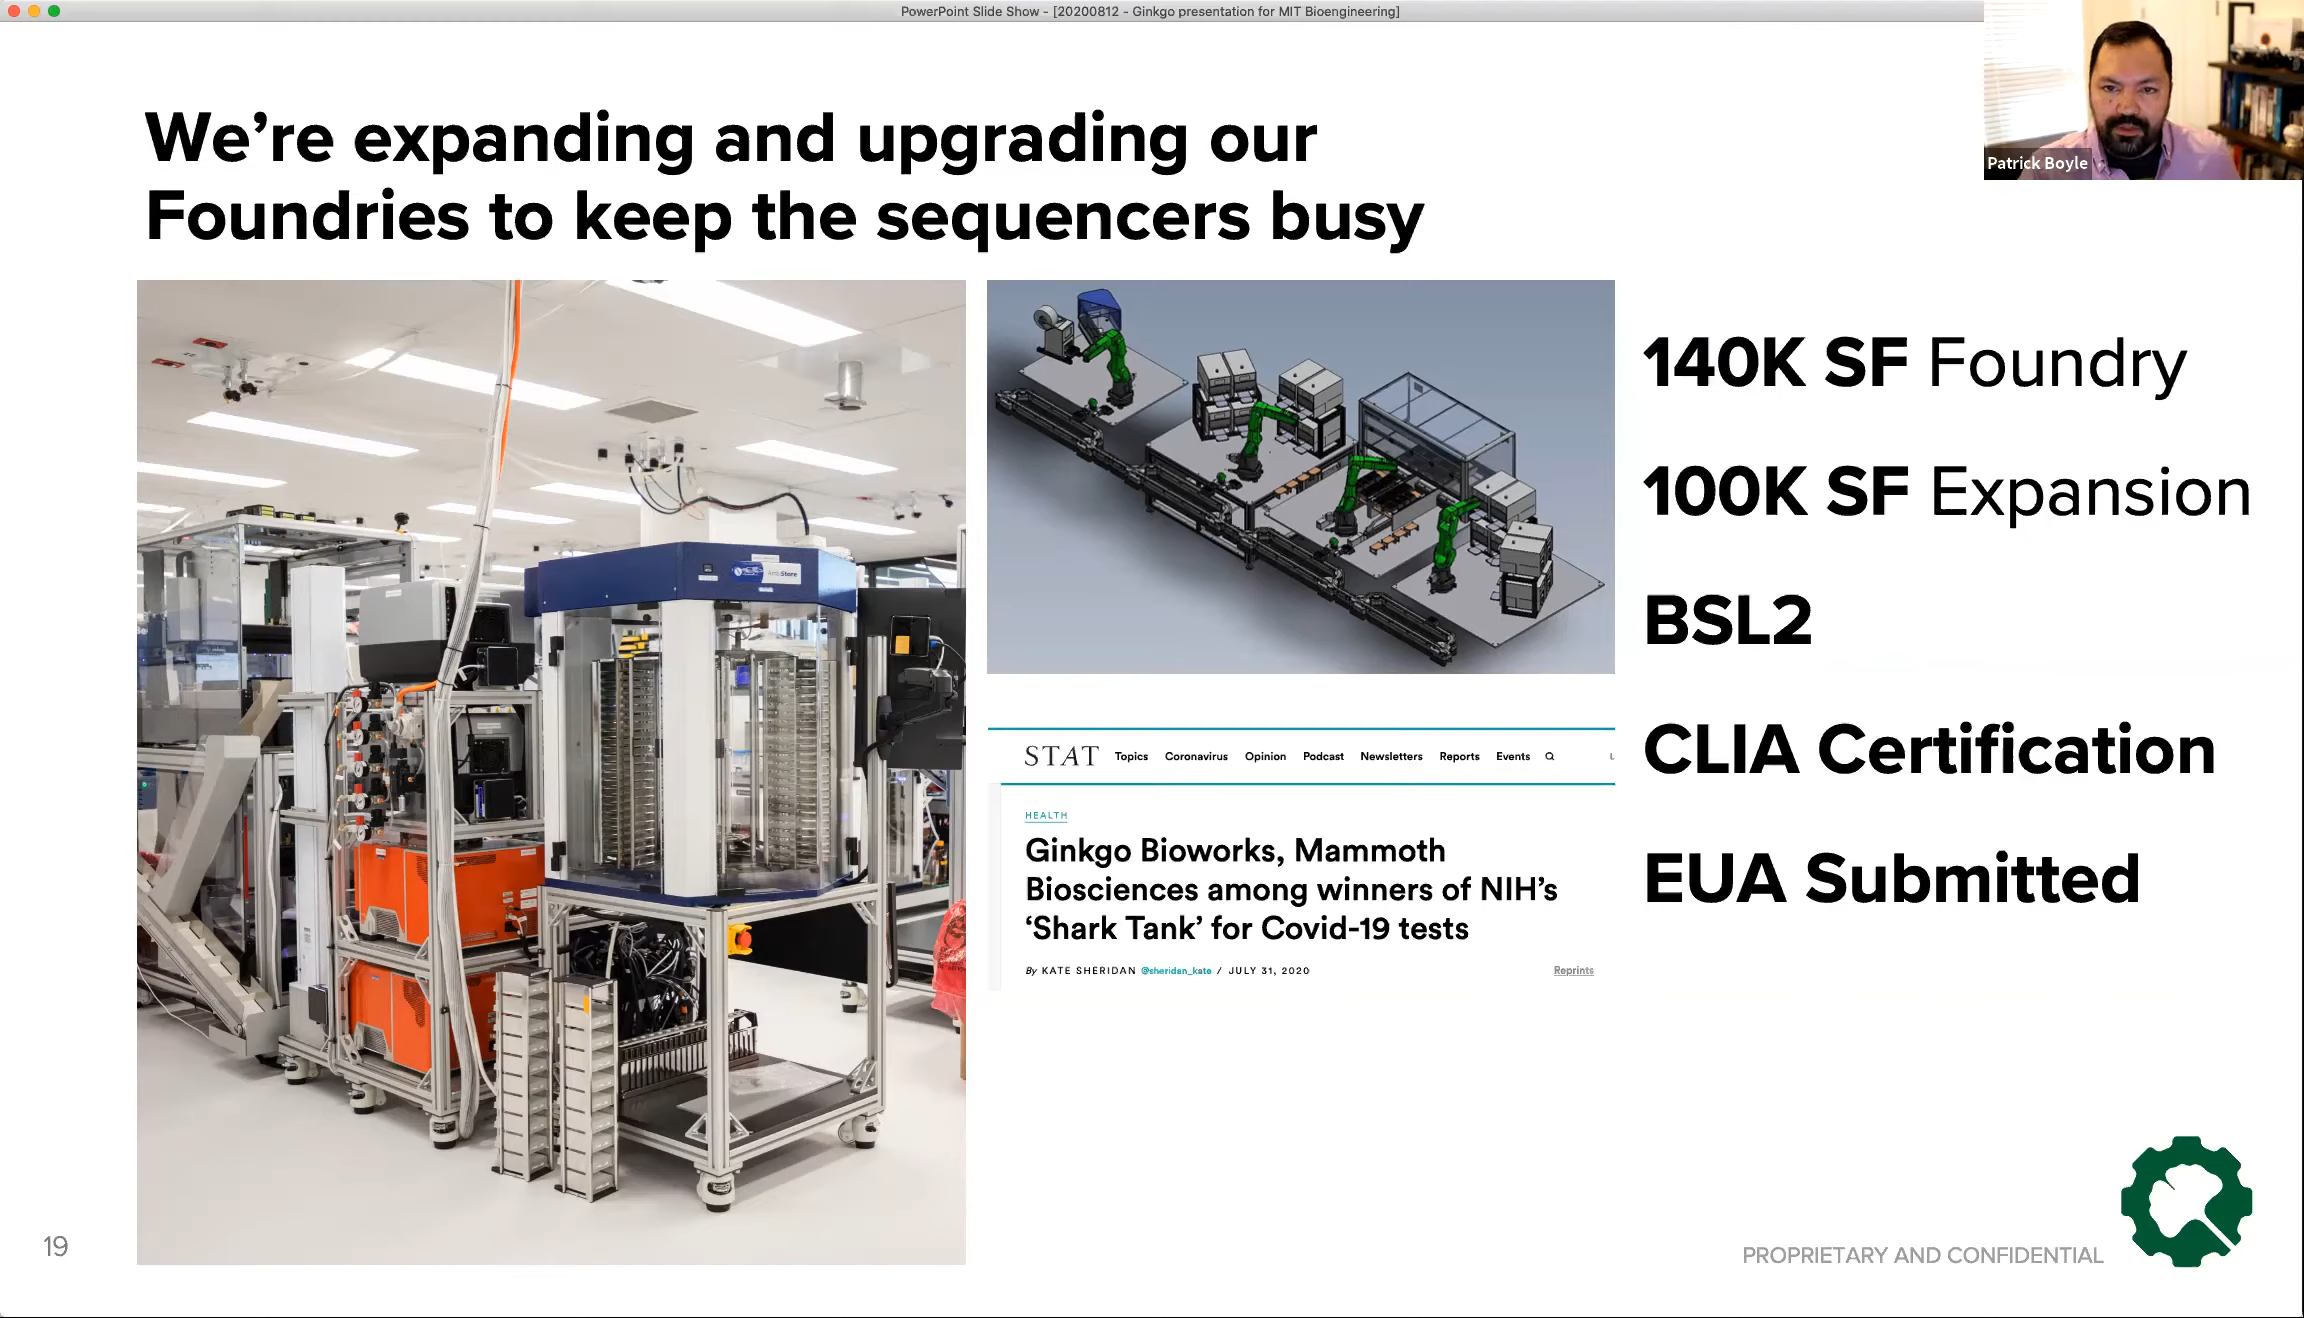 PowerPoint Slide Show - [20200812 - Ginkgo presentation for MIT Bioengineering]
Patrick Boyle
We’re expanding and upgrading our
Foundries to keep the sequencers busy
140K SF Foundry
100K SF Expansion
BSL2
CLIA Certification
EUA Submitted
STAT Topics Coronavirus Opinion Podcast Newsletters Reports Events
HEALTH
Ginkgo Bioworks, Mammoth
Biosciences among winners of NIH’s
‘Shark Tank’ for Covid-19 tests
By KATE SHERIDAN @sheridan_kate / JULY 31, 2020
Reprints
19
PROPRIETARY AND CONFIDENTIAL